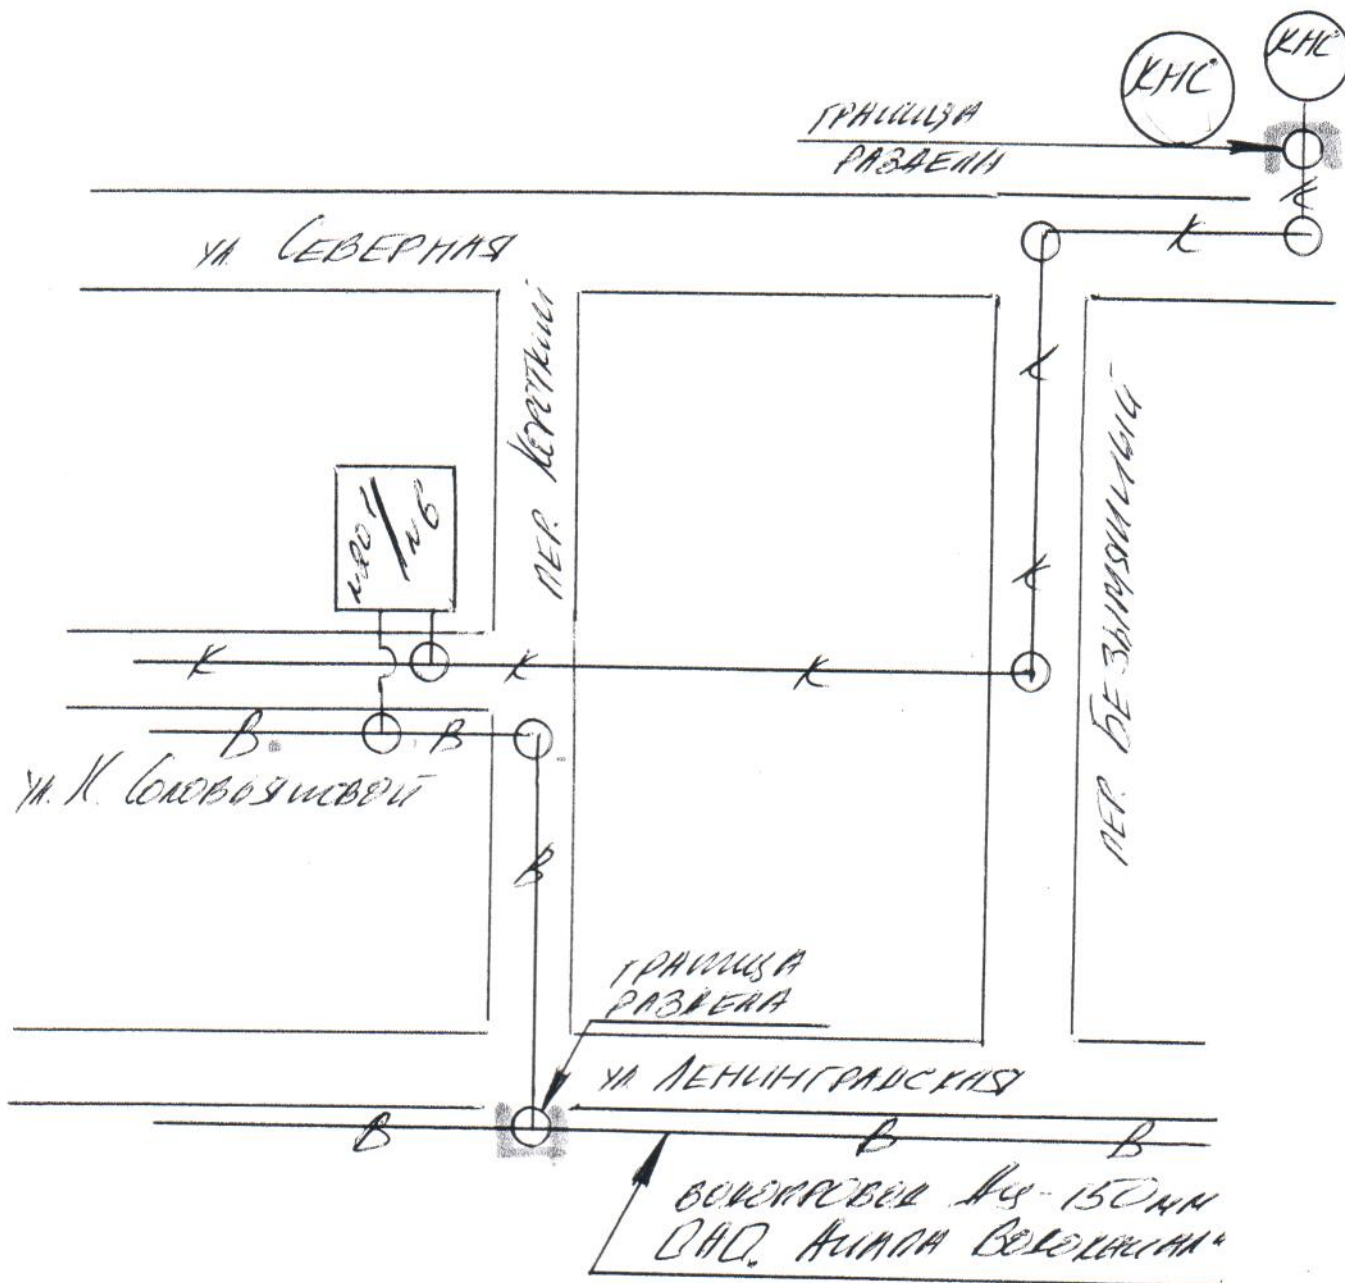 КНС
КНС
ГРАНИЦА
РАЗДЕЛА
К
ул. СЕВЕРНАЯ
К
пер. Короткий
К
пер. Безымянный
К
К
К
К
В
В
ул. К. Соловьяновой
В
ГРАНИЦА
РАЗДЕЛА
ул. ЛЕНИНГРАДСКАЯ
В
В
В
ВОДОПРОВОД АЦ-150мм
ОАО. Анапа Водоканал"